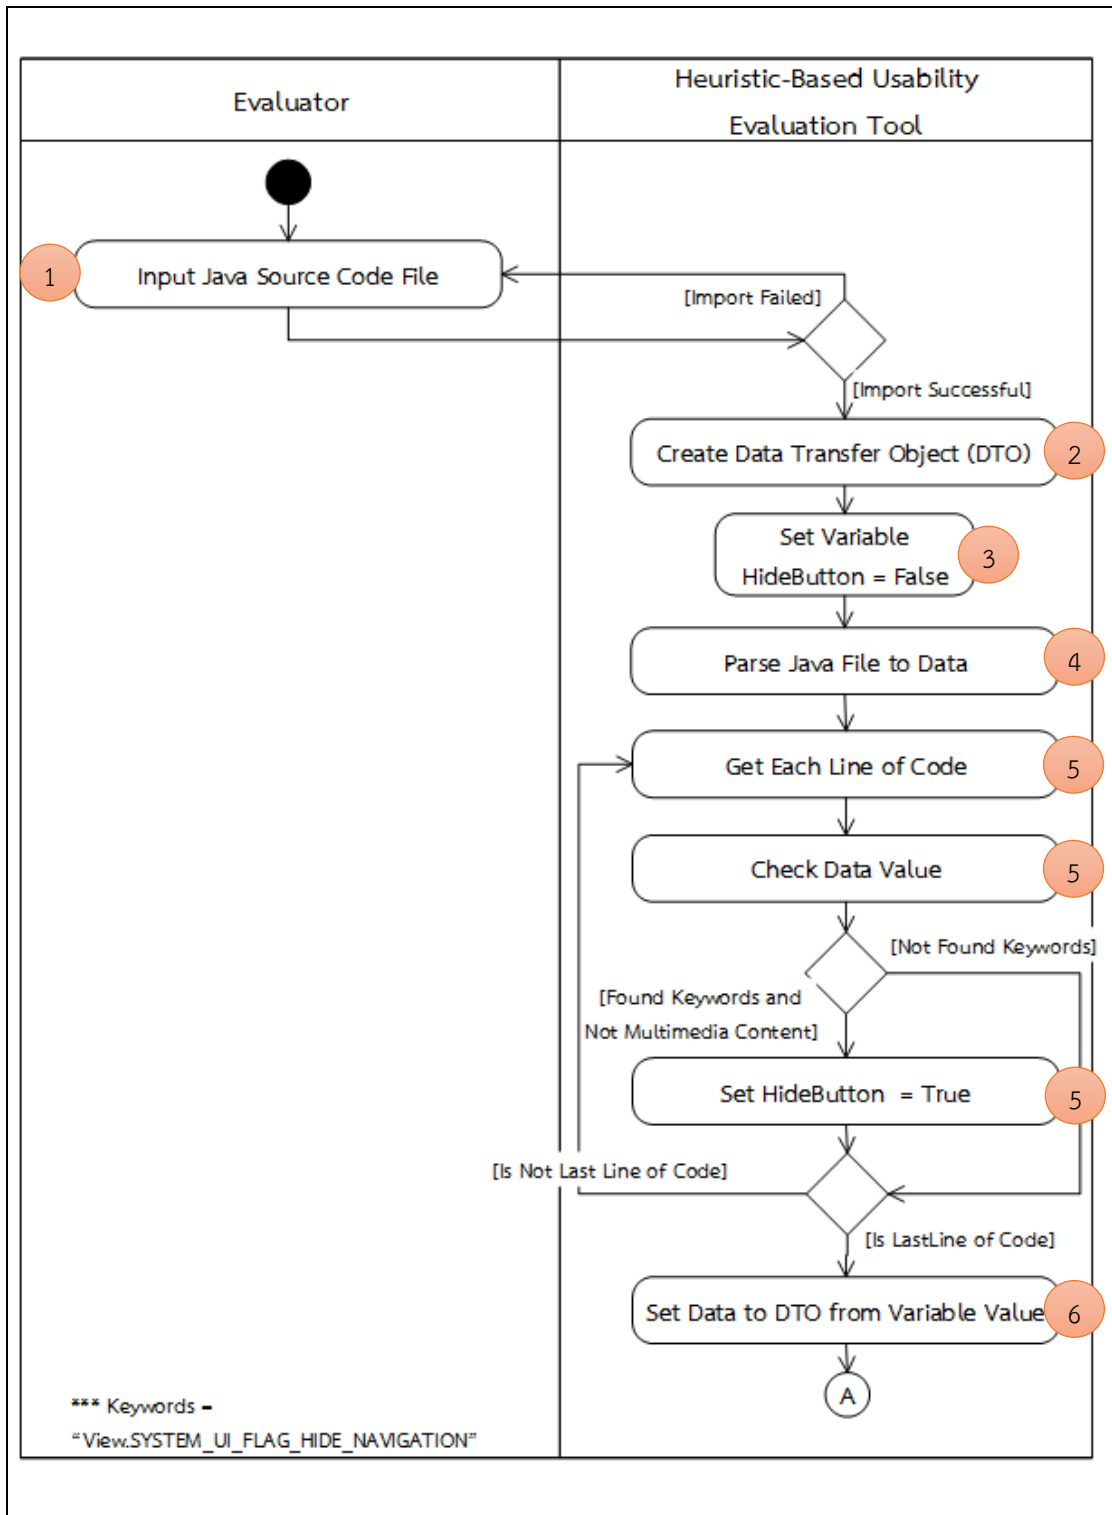 Evaluator
Heuristic-Based Usability
Evaluation Tool
1
Input Java Source Code File
[Import Failed]
[Import Successful]
Create Data Transfer Object (DTO)
2
Set Variable
HideButton = False
3
Parse Java File to Data
4
Get Each Line of Code
5
Check Data Value
5
[Not Found Keywords]
[Found Keywords and
Not Multimedia Content]
Set HideButton = True
5
[Is Not Last Line of Code]
[Is LastLine of Code]
Set Data to DTO from Variable Value
6
A
*** Keywords =
“View.SYSTEM_UI_FLAG_HIDE_NAVIGATION”